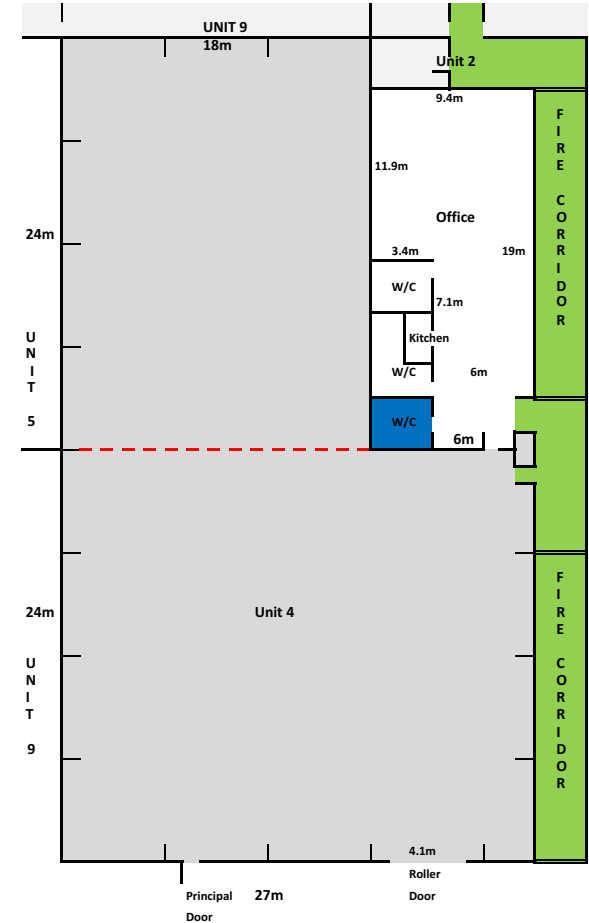 UNIT 9
18m
Unit 2
9.4m
FIRE CORRIDOR
11.9m
Office
24m
3.4m
19m
W/C
7.1m
UNIT 5
Kitchen
W/C
6m
W/C
6m
FIRE CORRIDOR
24m
Unit 4
UNIT 9
4.1m
Roller
Door
Principal
Door
27m